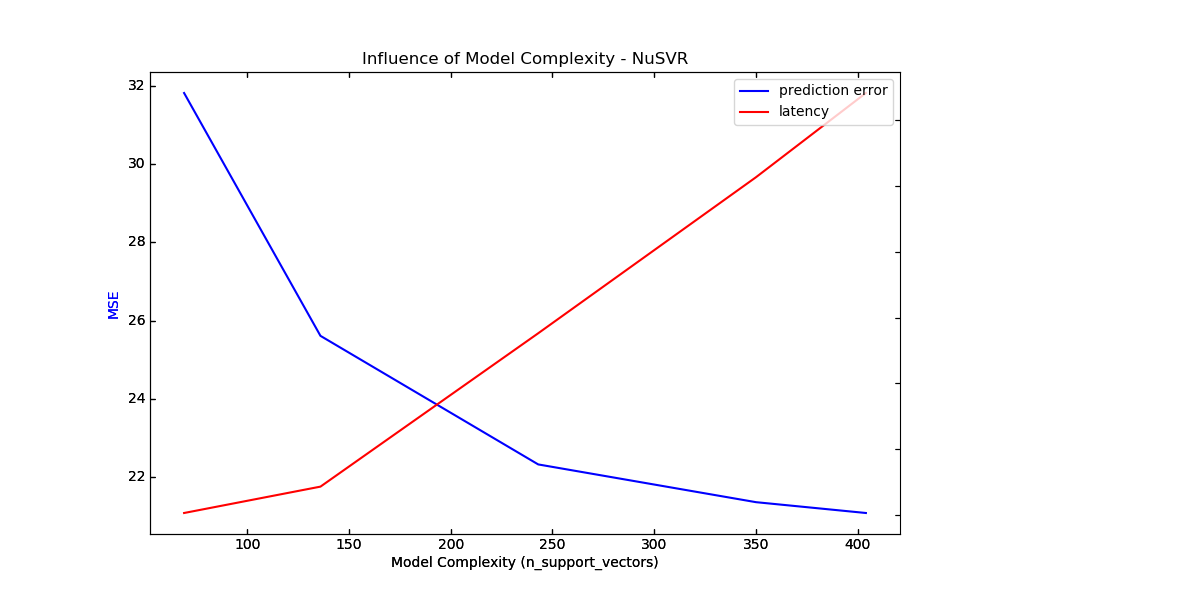 Influence of Model Complexity - NuSVR
prediction error
latency
32
30
28
26
24
22
MSE
100 150 200 250 300 350 400
Model Complexity (n_support_vectors)